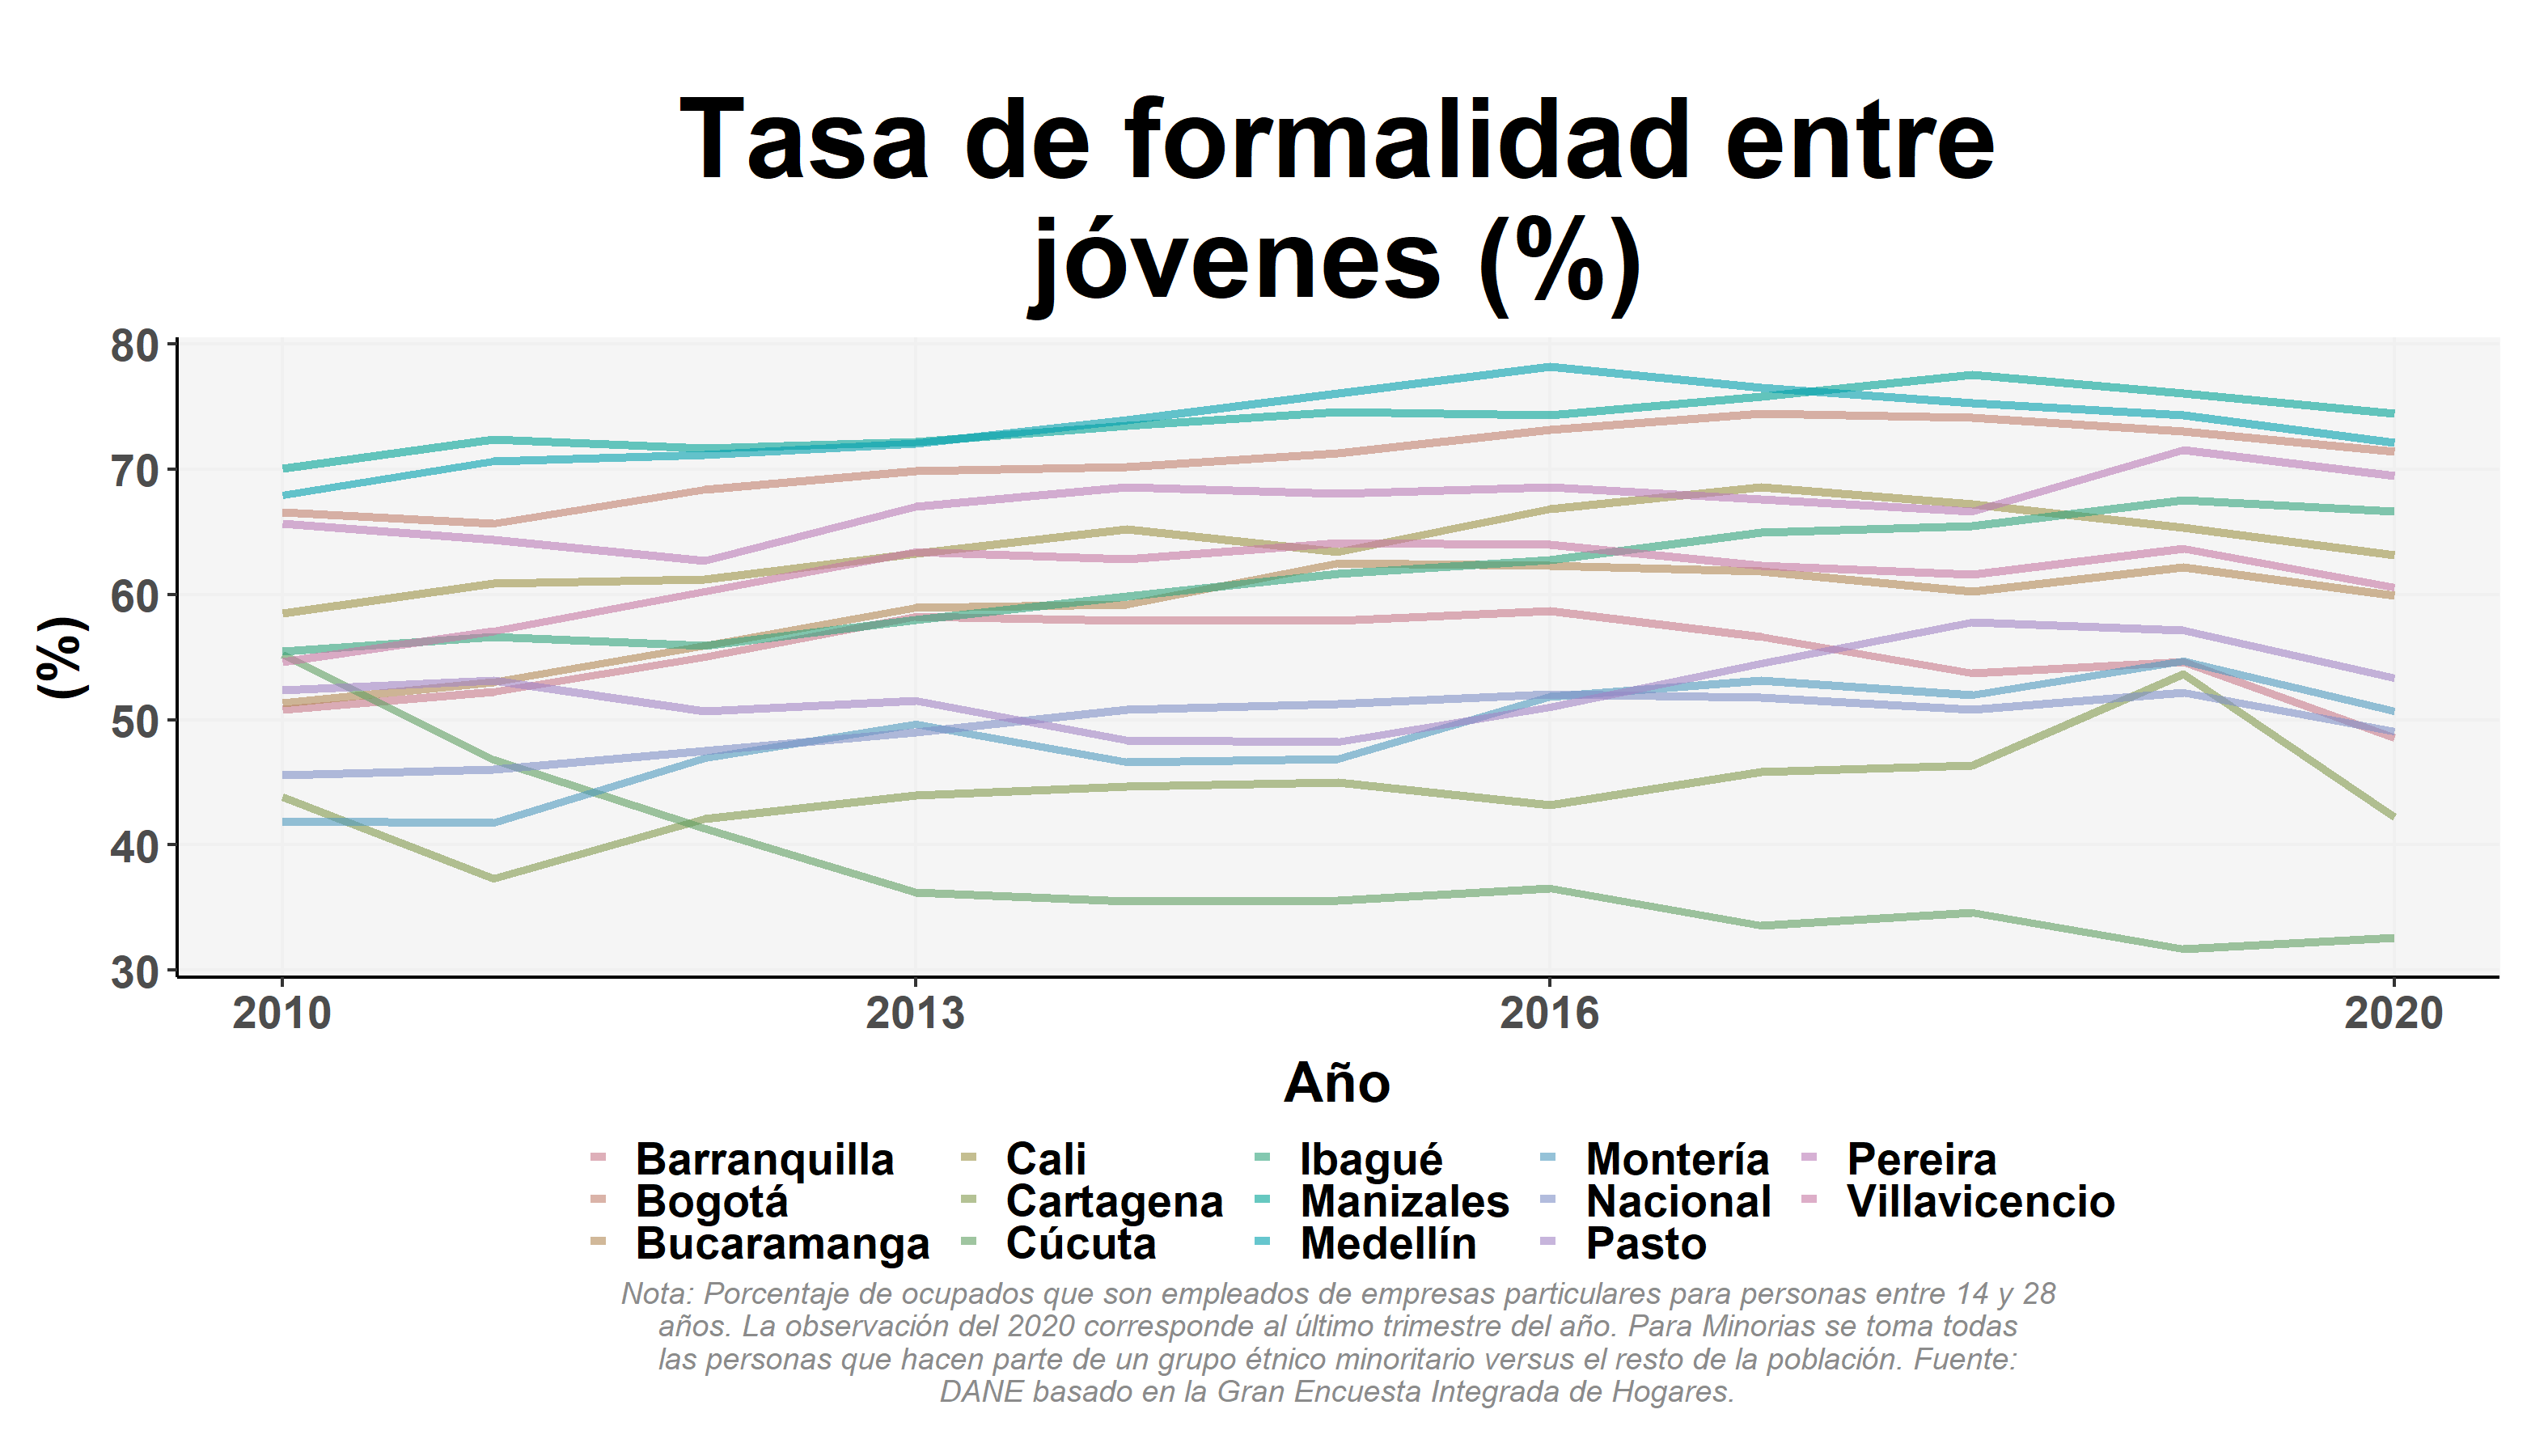 Tasa de formalidad entre
jóvenes (%)
80
70
60
50
40
30
(%)
2010 2013 2016 2020
Año
Barranquilla Cali Ibagué Montería Pereira
Bogotá Cartagena Manizales Nacional Villavicencio
Bucaramanga Cúcuta Medellín Pasto
Nota: Porcentaje de ocupados que son empleados de empresas particulares para personas entre 14 y 28
años. La observación del 2020 corresponde al último trimestre del año. Para Minorias se toma todas
las personas que hacen parte de un grupo étnico minoritario versus el resto de la población. Fuente:
DANE basado en la Gran Encuesta Integrada de Hogares.